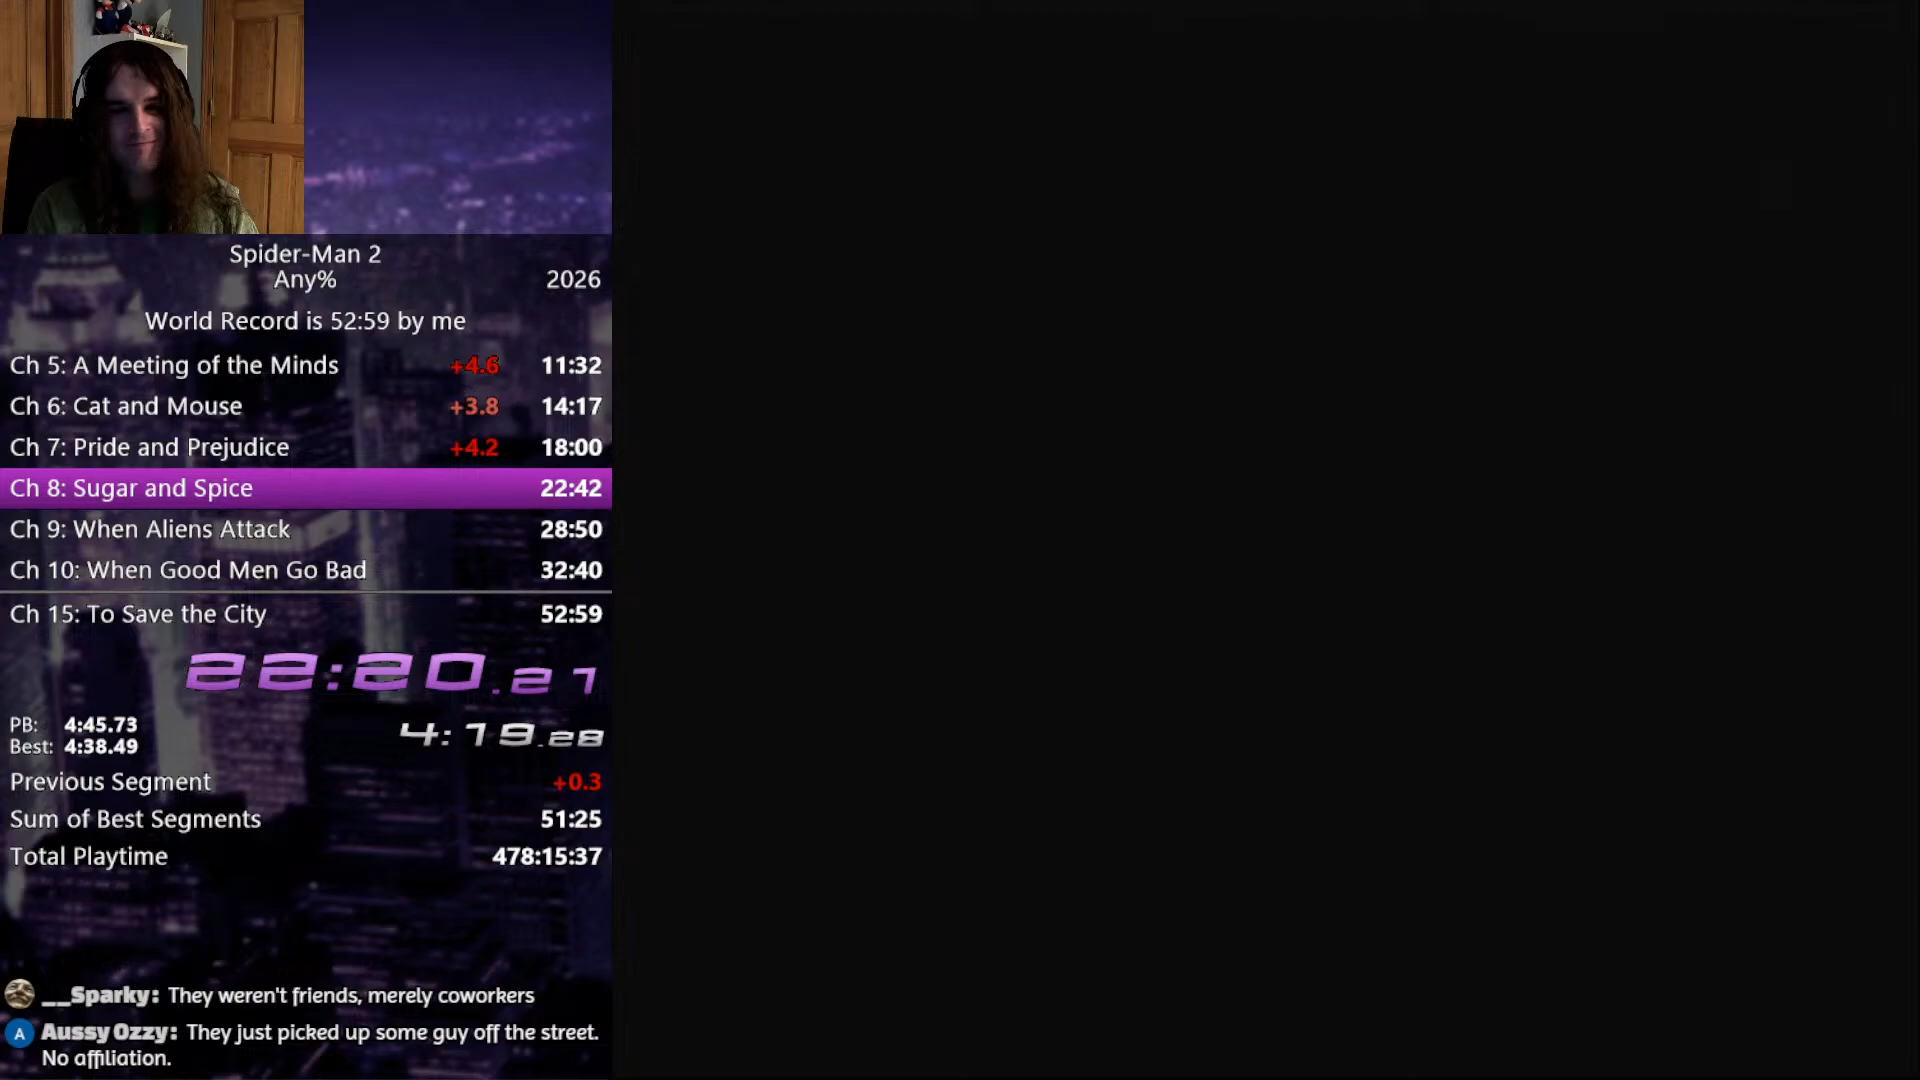 Spider-Man 2
Any% 2026
World Record is 52:59 by me
Ch 5: A Meeting of the Minds +4.6 11:32
Ch 6: Cat and Mouse +3.8 14:17
Ch 7: Pride and Prejudice +4.2 18:00
Ch 8: Sugar and Spice 22:42
Ch 9: When Aliens Attack 28:50
Ch 10: When Good Men Go Bad 32:40
Ch 15: To Save the City 52:59
22:20.27
PB: 4:45.73
Best: 4:38.49
4:19.28
Previous Segment +0.3
Sum of Best Segments 51:25
Total Playtime 478:15:37
__Sparky: They weren't friends, merely coworkers
A Aussy Ozzy: They just picked up some guy off the street.
No affiliation.